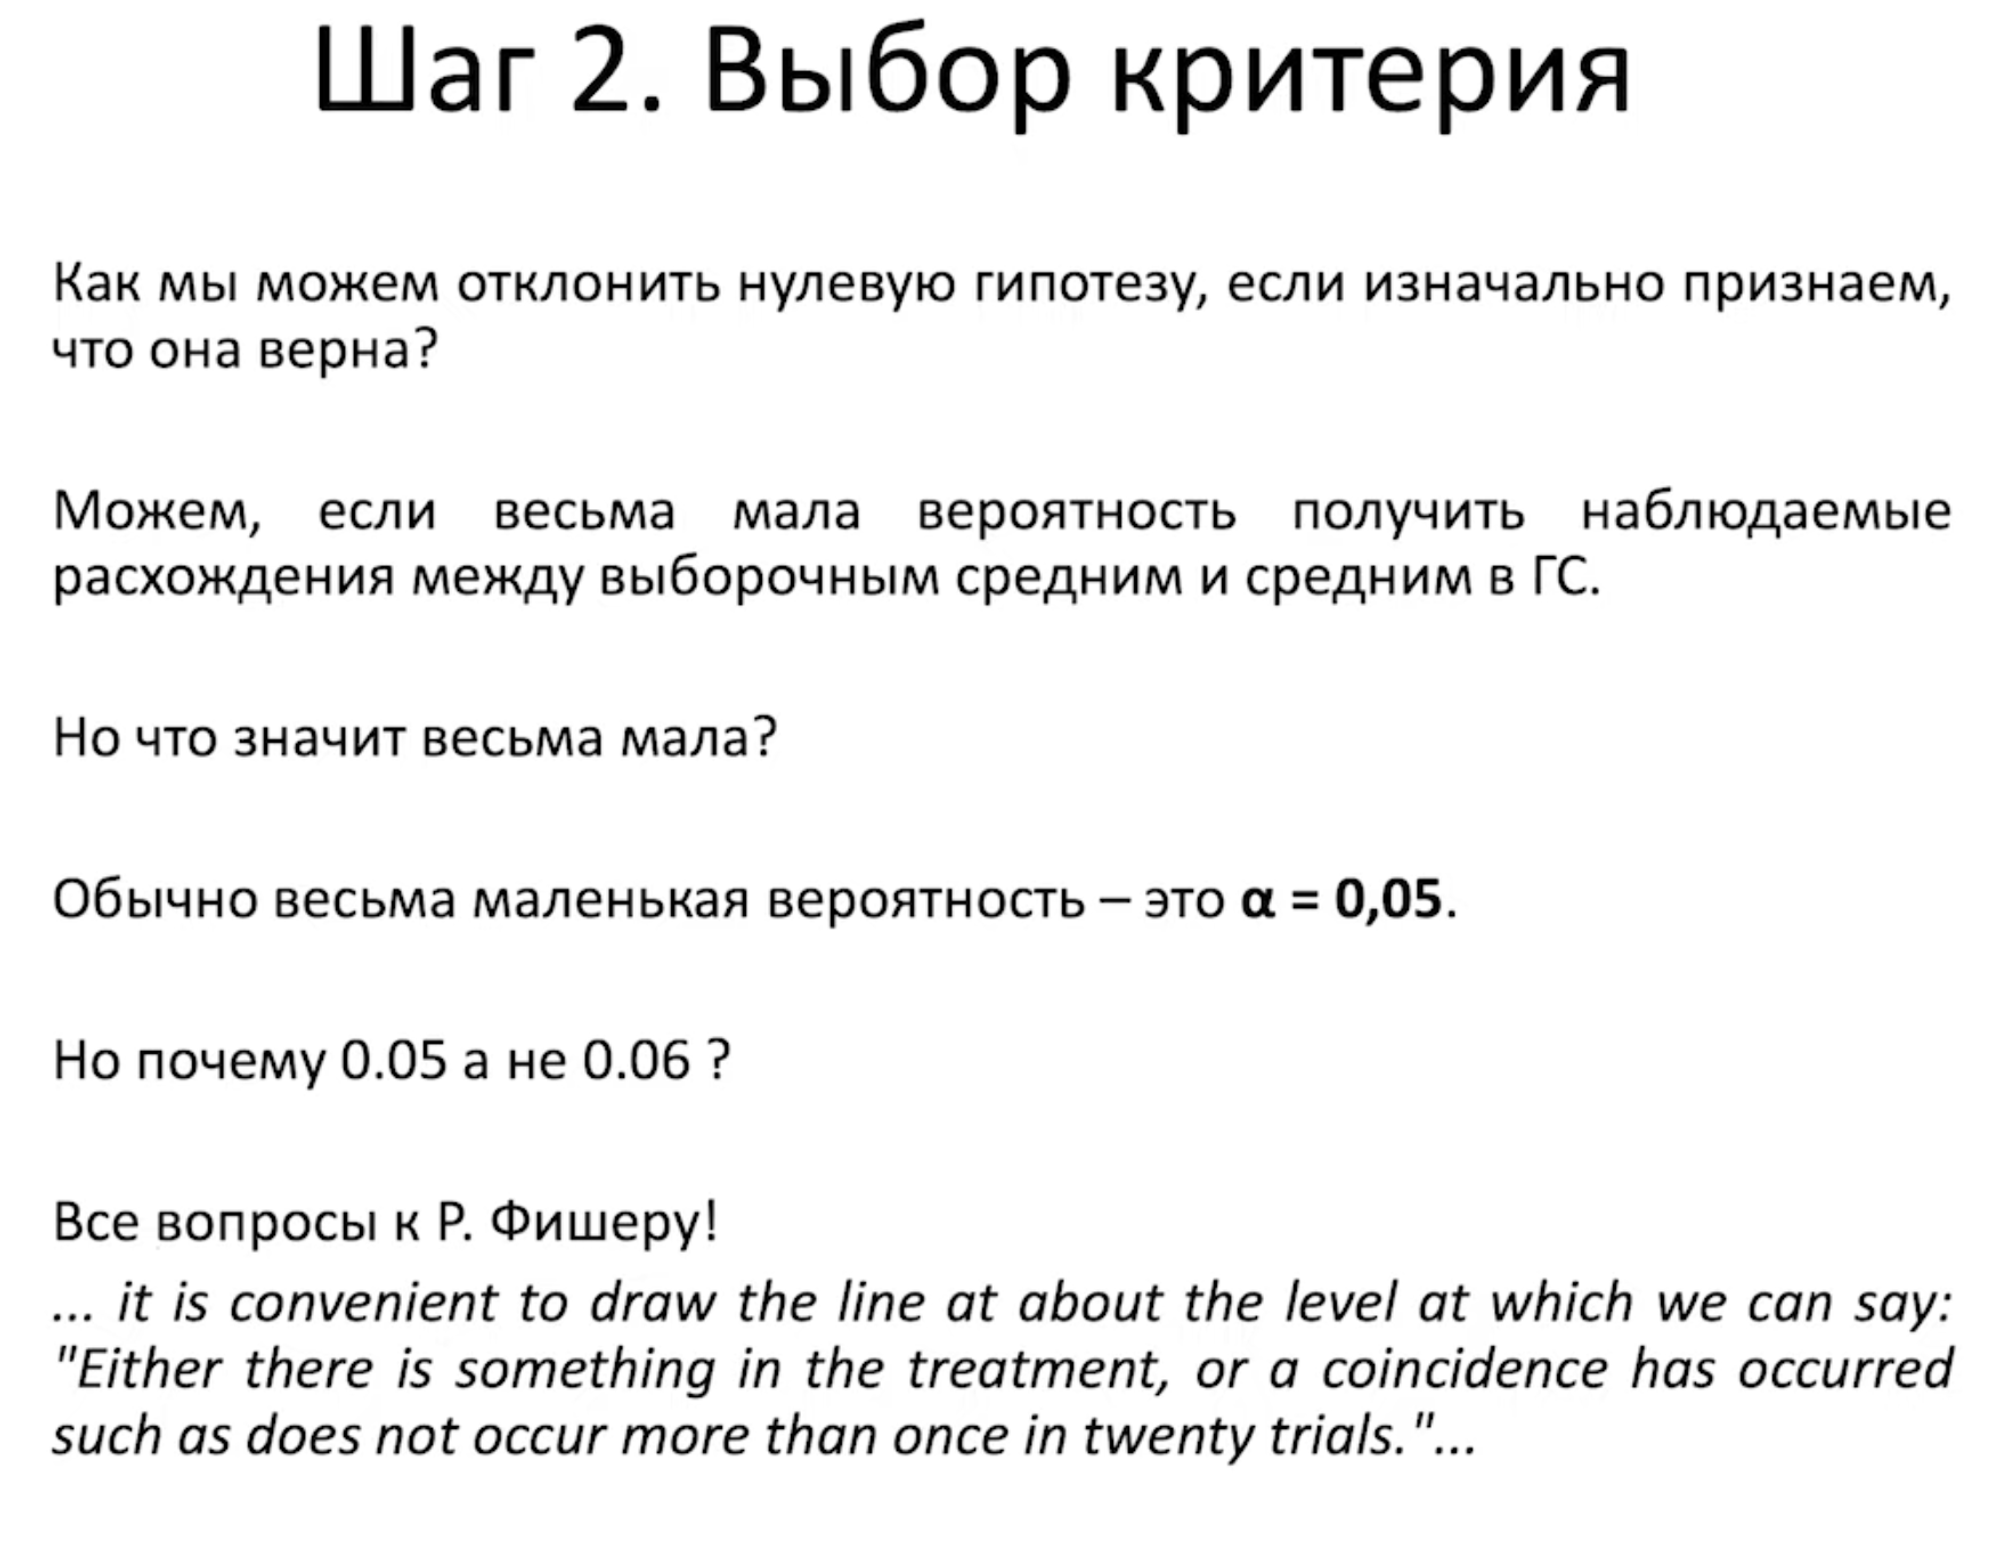 Шаг 2. Выбор критерия
Как мы можем отклонить нулевую гипотезу, если изначально признаем,
что она верна?
Можем, если весьма мала вероятность получить наблюдаемые
расхождения между выборочным средним и средним в ГС.
Но что значит весьма мала?
Обычно весьма маленькая вероятность – это α = 0,05.
Но почему 0.05 а не 0.06 ?
Все вопросы к Р. Фишеру!
... it is convenient to draw the line at about the level at which we can say:
"Either there is something in the treatment, or a coincidence has occurred
such as does not occur more than once in twenty trials."...